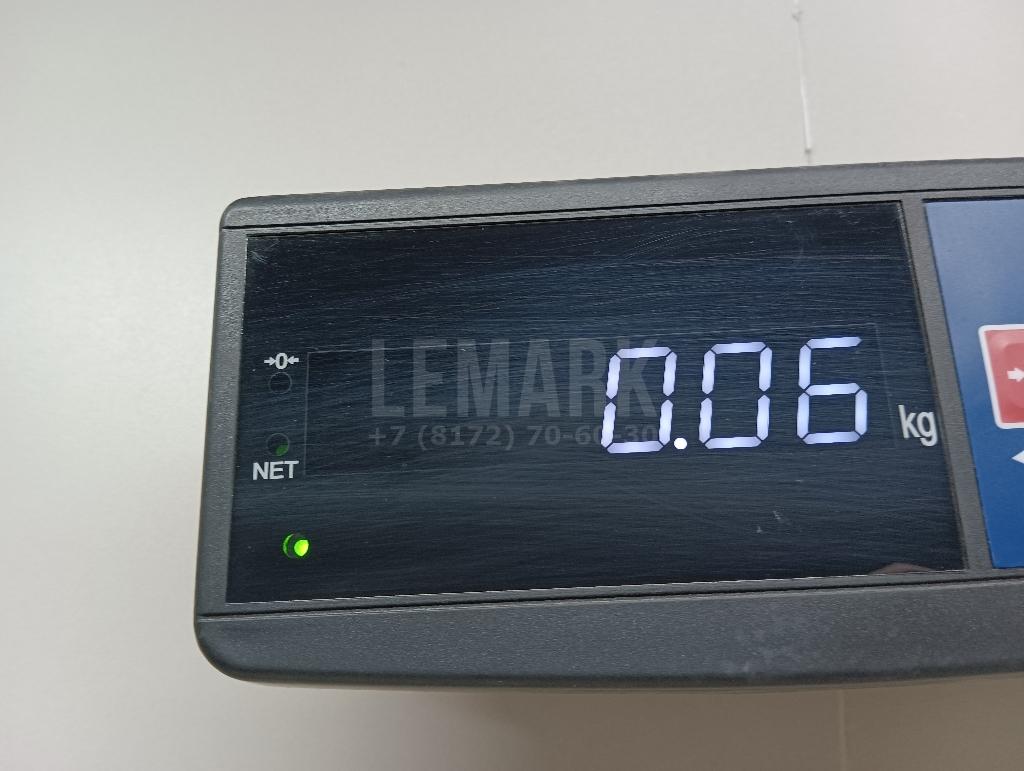 →0←
LEMARK
+7 (8172) 70-60-30
0.06 kg
NET